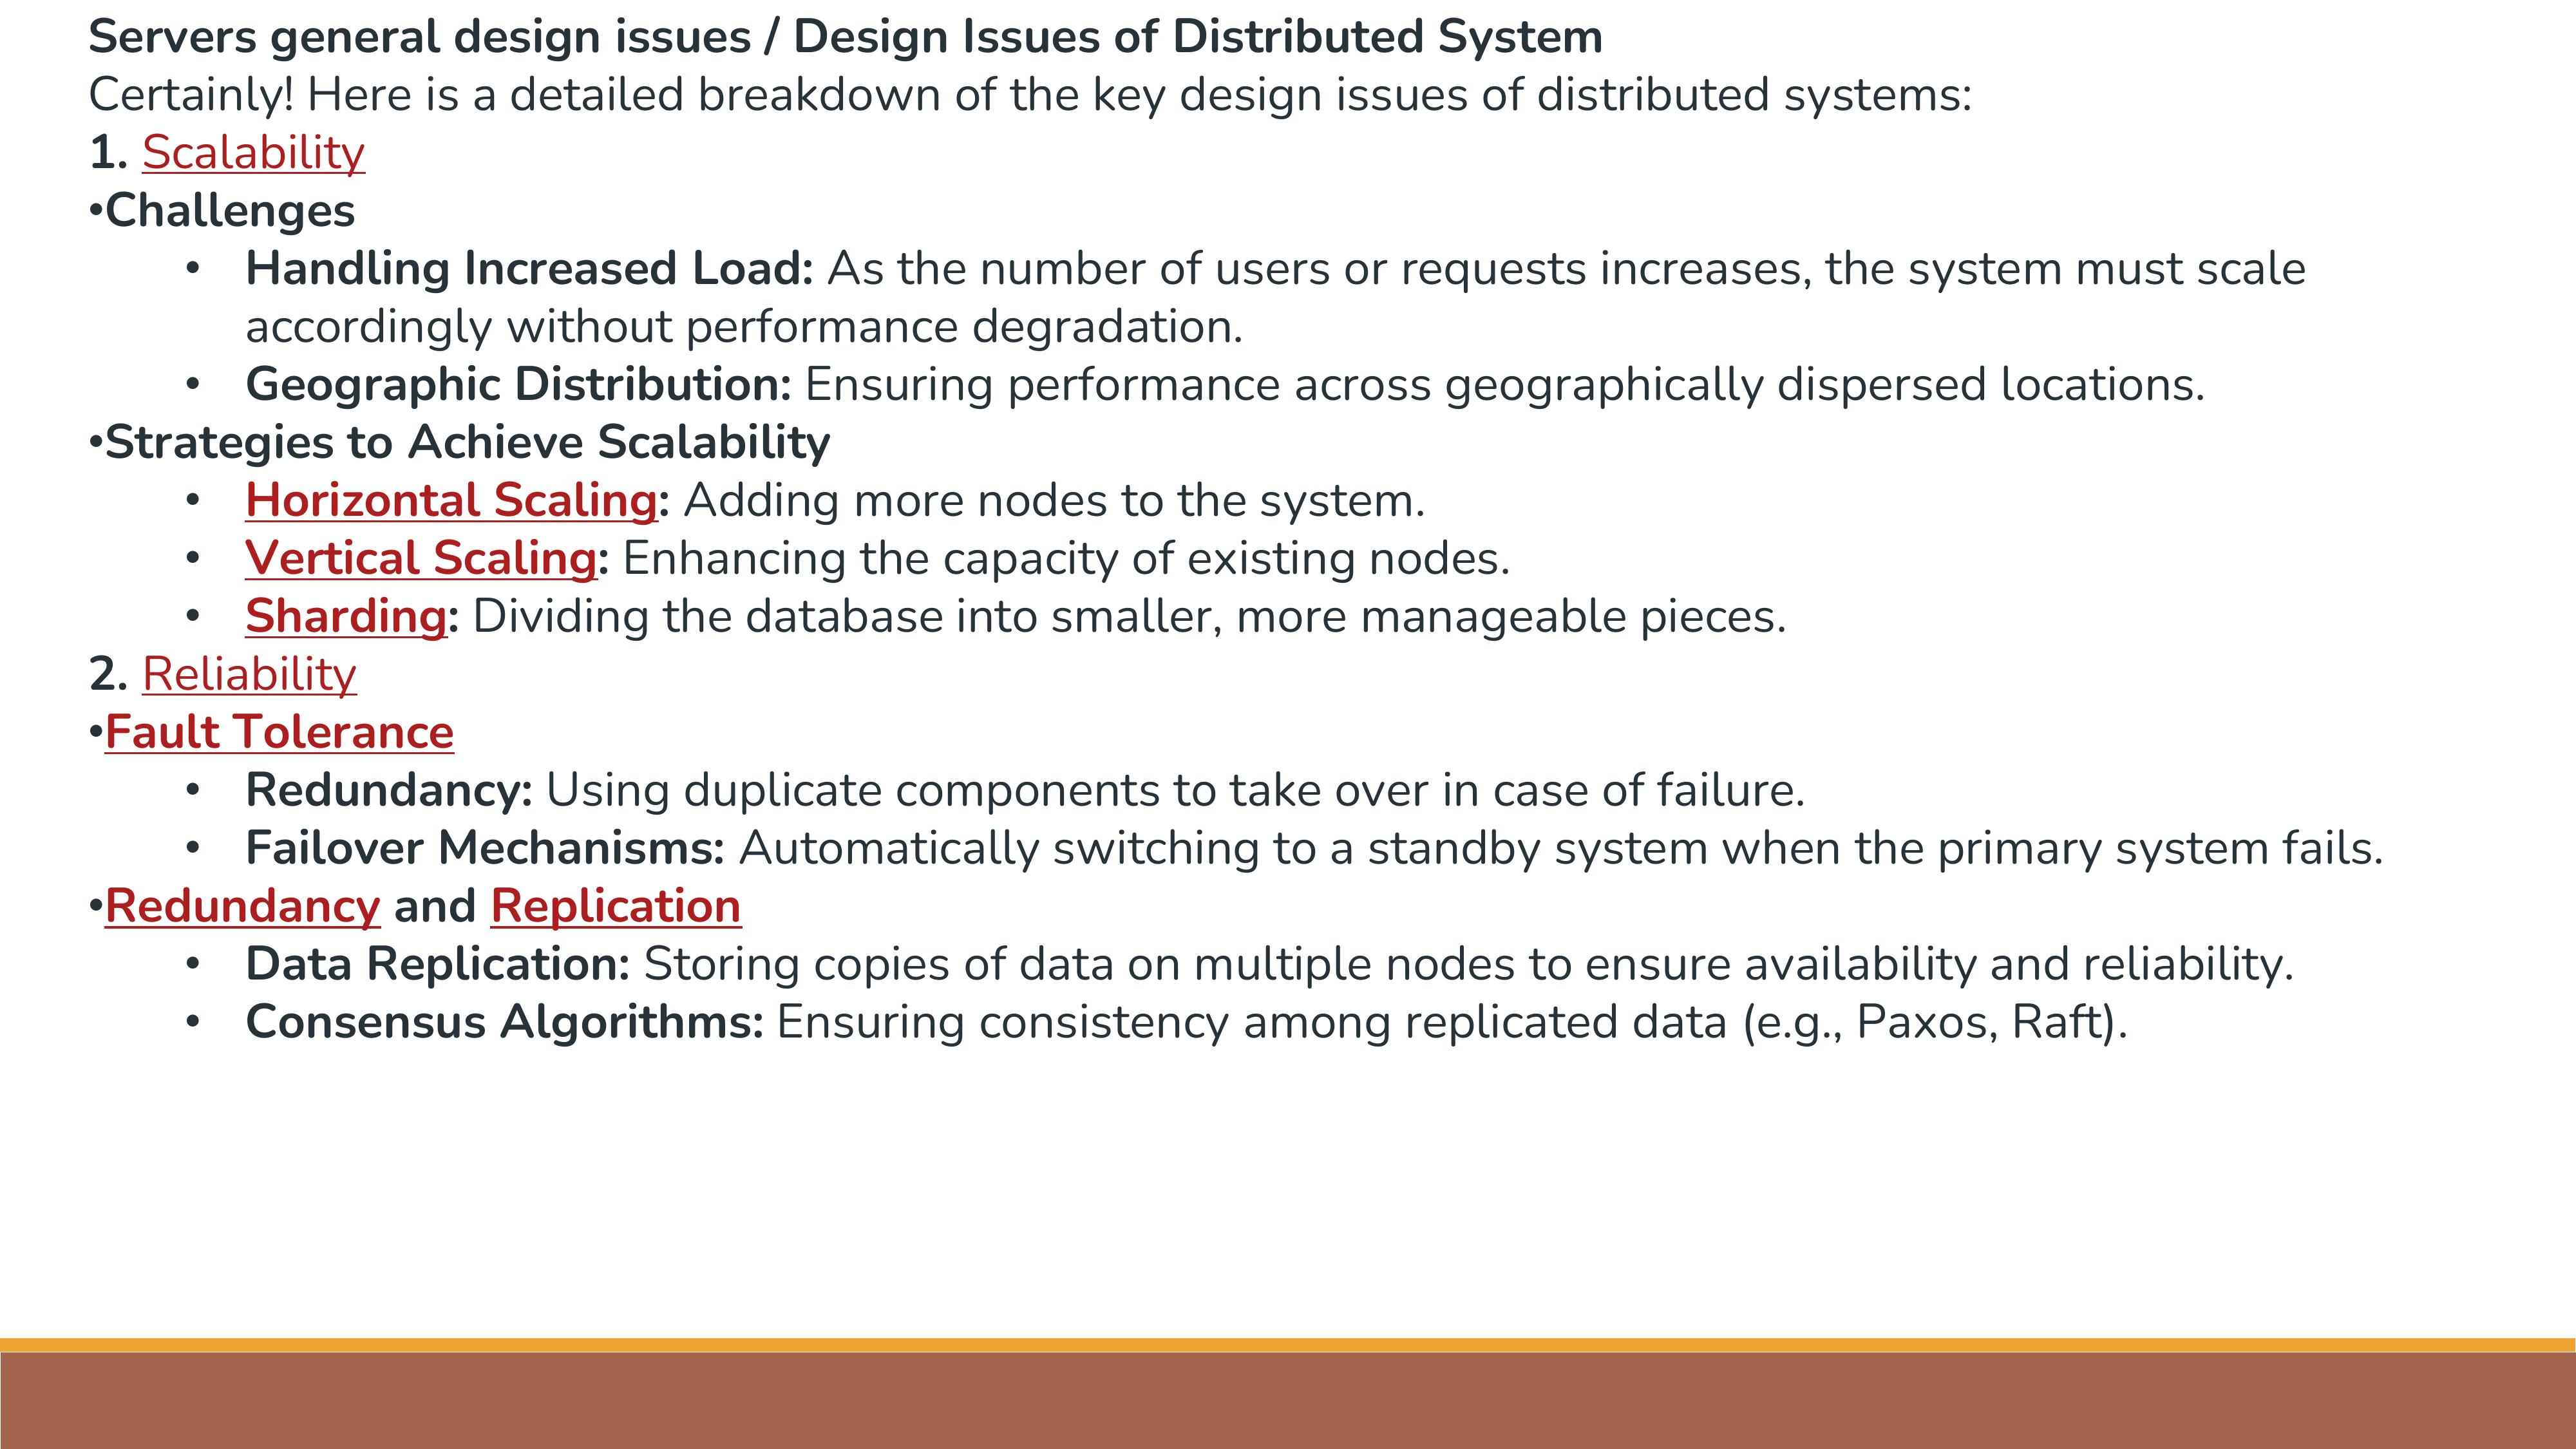 Servers general design issues / Design Issues of Distributed System
Certainly! Here is a detailed breakdown of the key design issues of distributed systems:
1. Scalability
•Challenges
• Handling Increased Load: As the number of users or requests increases, the system must scale
accordingly without performance degradation.
• Geographic Distribution: Ensuring performance across geographically dispersed locations.
•Strategies to Achieve Scalability
• Horizontal Scaling: Adding more nodes to the system.
• Vertical Scaling: Enhancing the capacity of existing nodes.
• Sharding: Dividing the database into smaller, more manageable pieces.
2. Reliability
•Fault Tolerance
• Redundancy: Using duplicate components to take over in case of failure.
• Failover Mechanisms: Automatically switching to a standby system when the primary system fails.
•Redundancy and Replication
• Data Replication: Storing copies of data on multiple nodes to ensure availability and reliability.
• Consensus Algorithms: Ensuring consistency among replicated data (e.g., Paxos, Raft).